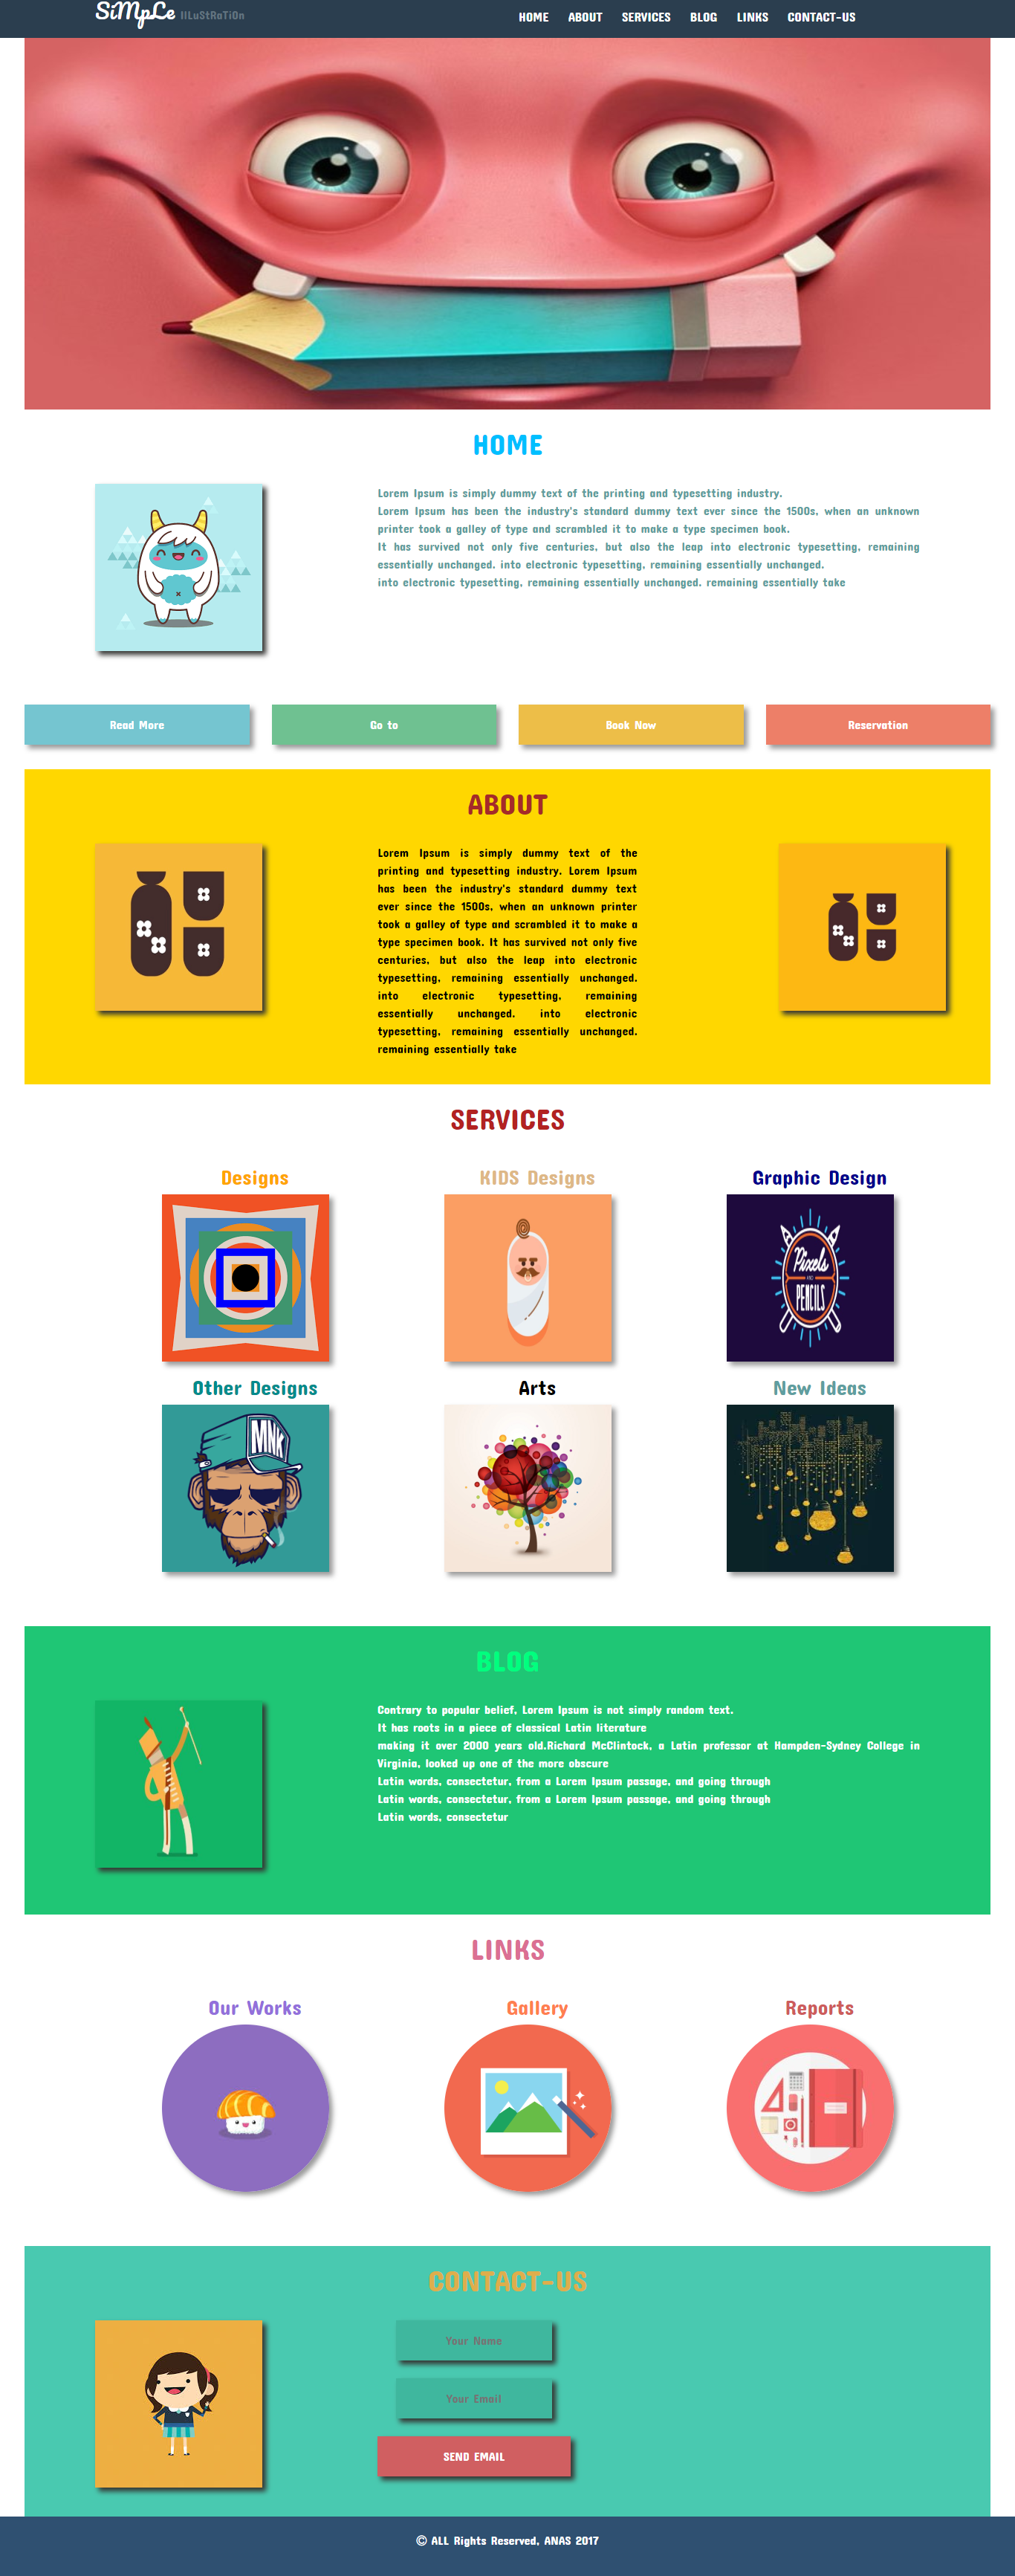 SiMpLe IlLuStRaTiOn
HOME ABOUT SERVICES BLOG LINKS CONTACT-US
HOME
Lorem Ipsum is simply dummy text of the printing and typesetting industry.
Lorem Ipsum has been the industry's standard dummy text ever since the 1500s, when an unknown
printer took a galley of type and scrambled it to make a type specimen book.
It has survived not only five centuries, but also the leap into electronic typesetting, remaining
essentially unchanged. into electronic typesetting, remaining essentially unchanged.
into electronic typesetting, remaining essentially unchanged. remaining essentially take
Read More
Go to
Book Now
Reservation
ABOUT
Lorem Ipsum is simply dummy text of the
printing and typesetting industry. Lorem Ipsum
has been the industry's standard dummy text
ever since the 1500s, when an unknown printer
took a galley of type and scrambled it to make a
type specimen book. It has survived not only five
centuries, but also the leap into electronic
typesetting, remaining essentially unchanged.
into electronic typesetting, remaining
essentially unchanged. into electronic
typesetting, remaining essentially unchanged.
remaining essentially take
SERVICES
Designs
KIDS Designs
Graphic Design
Pixels
AND
PENCILS
Other Designs
Arts
New Ideas
MNK
BLOG
Contrary to popular belief, Lorem Ipsum is not simply random text.
It has roots in a piece of classical Latin literature
making it over 2000 years old.Richard McClintock, a Latin professor at Hampden-Sydney College in
Virginia, looked up one of the more obscure
Latin words, consectetur, from a Lorem Ipsum passage, and going through
Latin words, consectetur, from a Lorem Ipsum passage, and going through
Latin words, consectetur
LINKS
Our Works
Gallery
Reports
CONTACT-US
Your Name
Your Email
SEND EMAIL
© ALL Rights Reserved, ANAS 2017